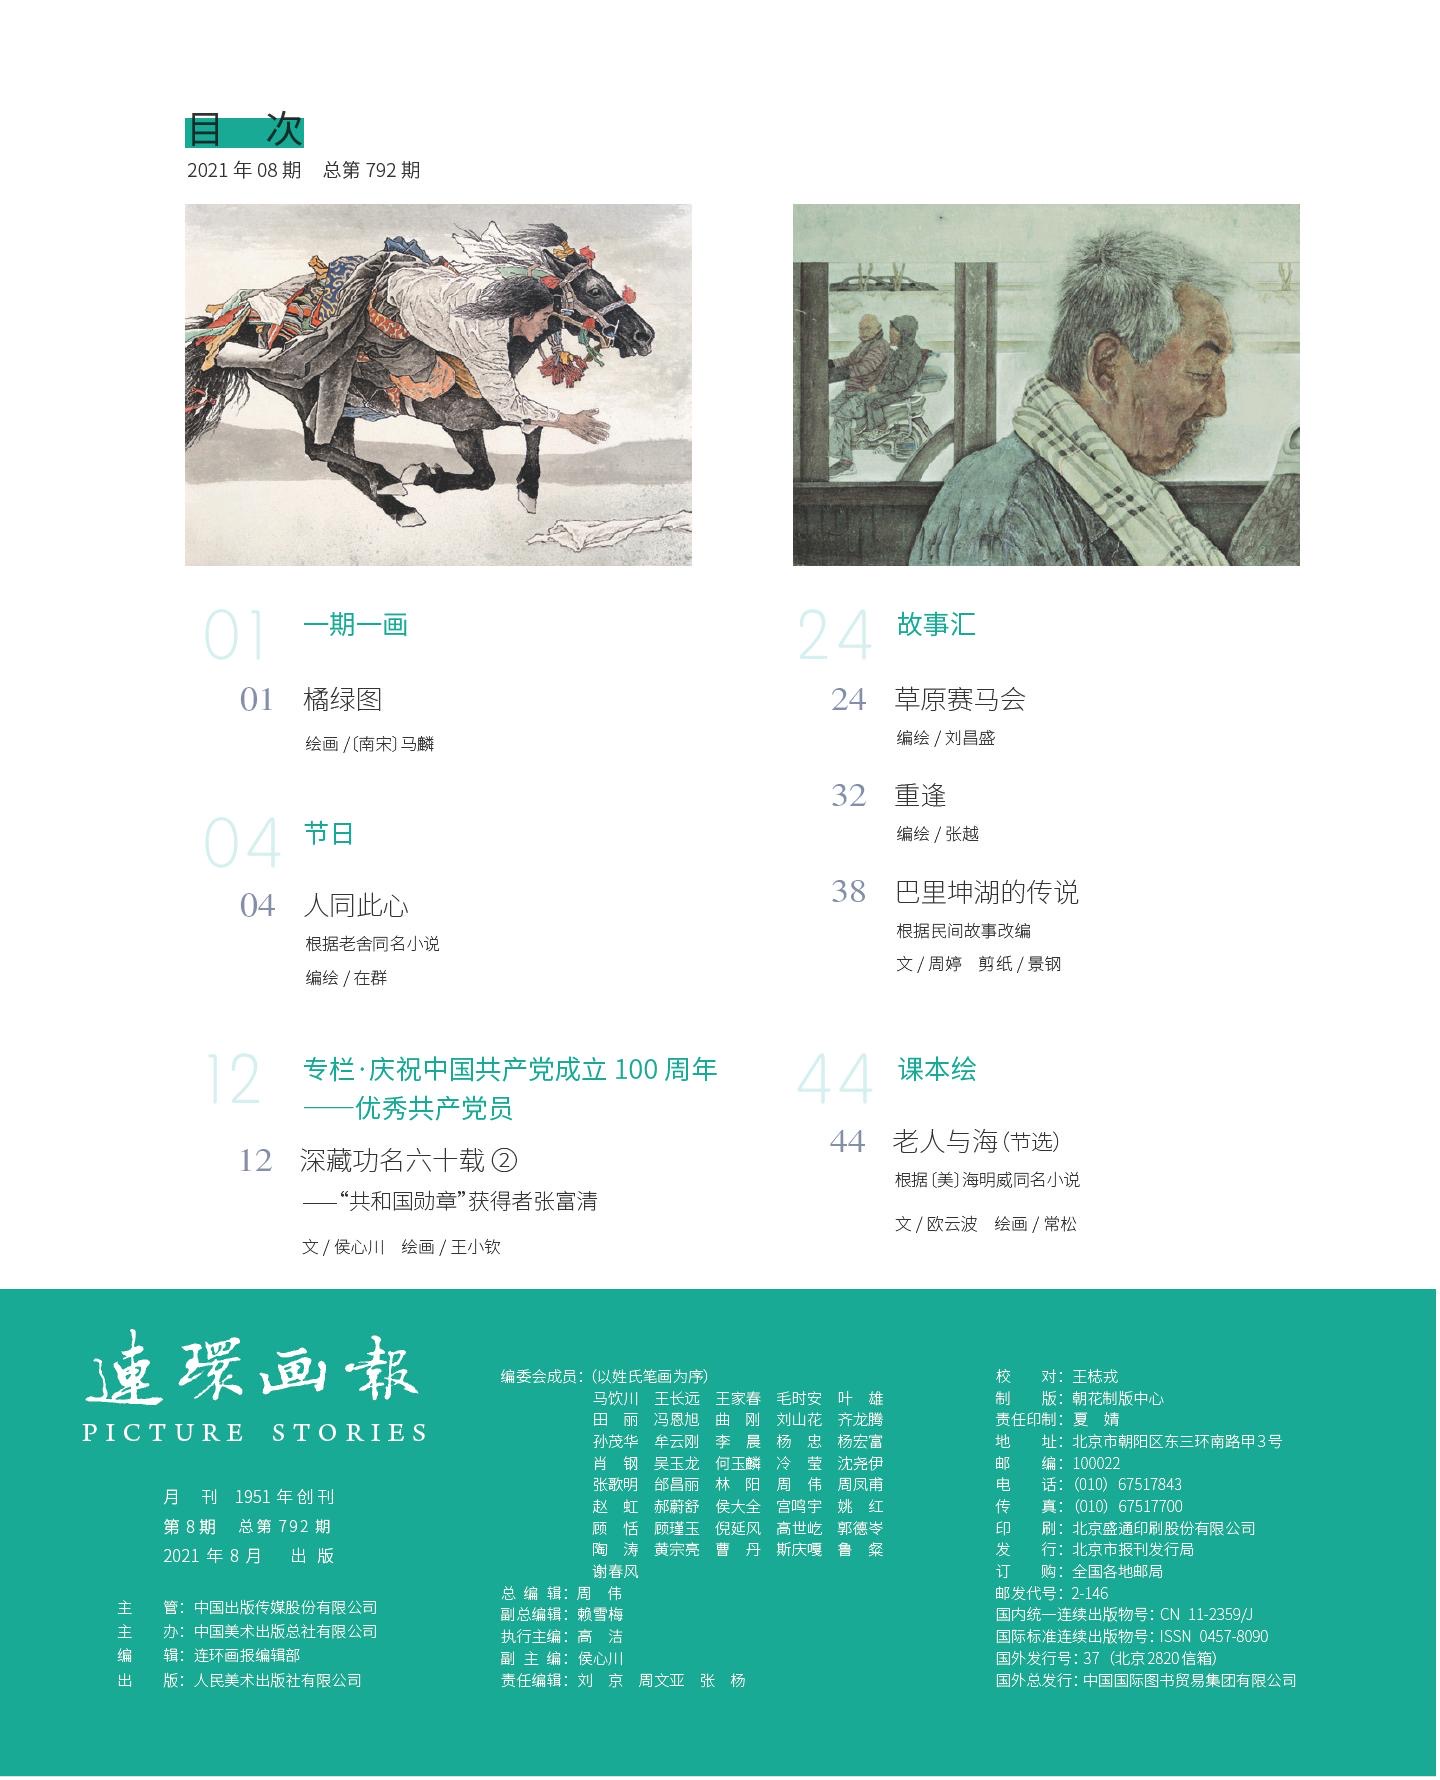 目 次
2021 年 08 期 总第 792 期
01 一期一画
01 橘绿图
绘画 /〔南宋〕马麟
04 节日
04 人同此心
根据老舍同名小说
编绘 / 在群
12 专栏·庆祝中国共产党成立 100 周年
——优秀共产党员
12 深藏功名六十载 ②
——“共和国勋章”获得者张富清
文 / 侯心川 绘画 / 王小钦
24 故事汇
24 草原赛马会
编绘 / 刘昌盛
32 重逢
编绘 / 张越
38 巴里坤湖的传说
根据民间故事改编
文 / 周婷 剪纸 / 景钢
44 课本绘
44 老人与海（节选）
根据〔美〕海明威同名小说
文 / 欧云波 绘画 / 常松
連環画報
PICTURE STORIES
月 刊 1951 年创刊
第 8 期 总第 792 期
2021 年 8 月 出 版
主 管：中国出版传媒股份有限公司
主 办：中国美术出版总社有限公司
编 辑：连环画报编辑部
出 版：人民美术出版社有限公司
编委会成员：（以姓氏笔画为序）
马饮川 王长远 王家春 毛时安 叶 雄
田 丽 冯恩旭 曲 刚 刘山花 齐龙腾
孙茂华 牟云刚 李 晨 杨 忠 杨宏富
肖 钢 吴玉龙 何玉麟 冷 莹 沈尧伊
张歌明 邰昌丽 林 阳 周 伟 周凤甫
赵 虹 郝蔚舒 侯大全 宫鸣宇 姚 红
顾 恬 顾瑾玉 倪延风 高世屹 郭德岺
陶 涛 黄宗亮 曹 丹 斯庆嘎 鲁 粲
谢春风
总 编 辑：周 伟
副总编辑：赖雪梅
执行主编：高 洁
副 主 编：侯心川
责任编辑：刘 京 周文亚 张 杨
校 对：王梽戎
制 版：朝花制版中心
责任印制：夏 婧
地 址：北京市朝阳区东三环南路甲3号
邮 编：100022
电 话：（010）67517843
传 真：（010）67517700
印 刷：北京盛通印刷股份有限公司
发 行：北京市报刊发行局
订 购：全国各地邮局
邮发代号：2-146
国内统一连续出版物号：CN 11-2359/J
国际标准连续出版物号：ISSN 0457-8090
国外发行号：37（北京2820信箱）
国外总发行：中国国际图书贸易集团有限公司